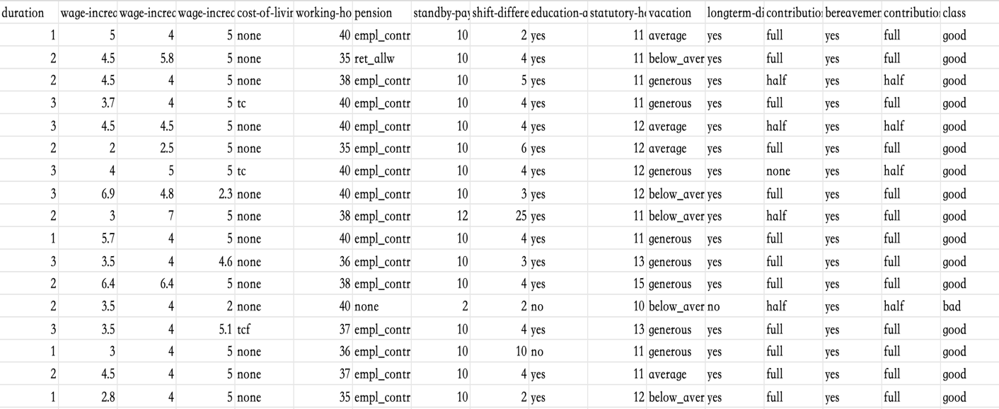 duration wage-increa wage-increa wage-increa cost-of-livin working-ho pension standby-pay shift-differe education-a statutory-ho vacation longterm-di contribution bereavemen contribution class
1 5 4 5 none 40 empl_contr 10 2 yes 11 average yes full yes full good
2 4.5 5.8 5 none 35 ret_allw 10 4 yes 11 below_aver yes full yes full good
2 4.5 4 5 none 38 empl_contr 10 5 yes 11 generous yes half yes half good
3 3.7 4 5 tc 40 empl_contr 10 4 yes 11 generous yes full yes full good
3 4.5 4.5 5 none 40 empl_contr 10 4 yes 12 average yes half yes half good
2 2 2.5 5 none 35 empl_contr 10 6 yes 12 average yes full yes full good
3 4 5 5 tc 40 empl_contr 10 4 yes 12 generous yes none yes half good
3 6.9 4.8 2.3 none 40 empl_contr 10 3 yes 12 below_aver yes full yes full good
2 3 7 5 none 38 empl_contr 12 25 yes 11 below_aver yes half yes full good
1 5.7 4 5 none 40 empl_contr 10 4 yes 11 generous yes full yes full good
3 3.5 4 4.6 none 36 empl_contr 10 3 yes 13 generous yes full yes full good
2 6.4 6.4 5 none 38 empl_contr 10 4 yes 15 generous yes full yes full good
2 3.5 4 2 none 40 none 2 2 no 10 below_aver no half yes half bad
3 3.5 4 5.1 tcf 37 empl_contr 10 4 yes 13 generous yes full yes full good
1 3 4 5 none 36 empl_contr 10 10 no 11 generous yes full yes full good
2 4.5 4 5 none 37 empl_contr 10 4 yes 11 average yes full yes full good
1 2.8 4 5 none 35 empl_contr 10 2 yes 12 below_aver yes full yes full good